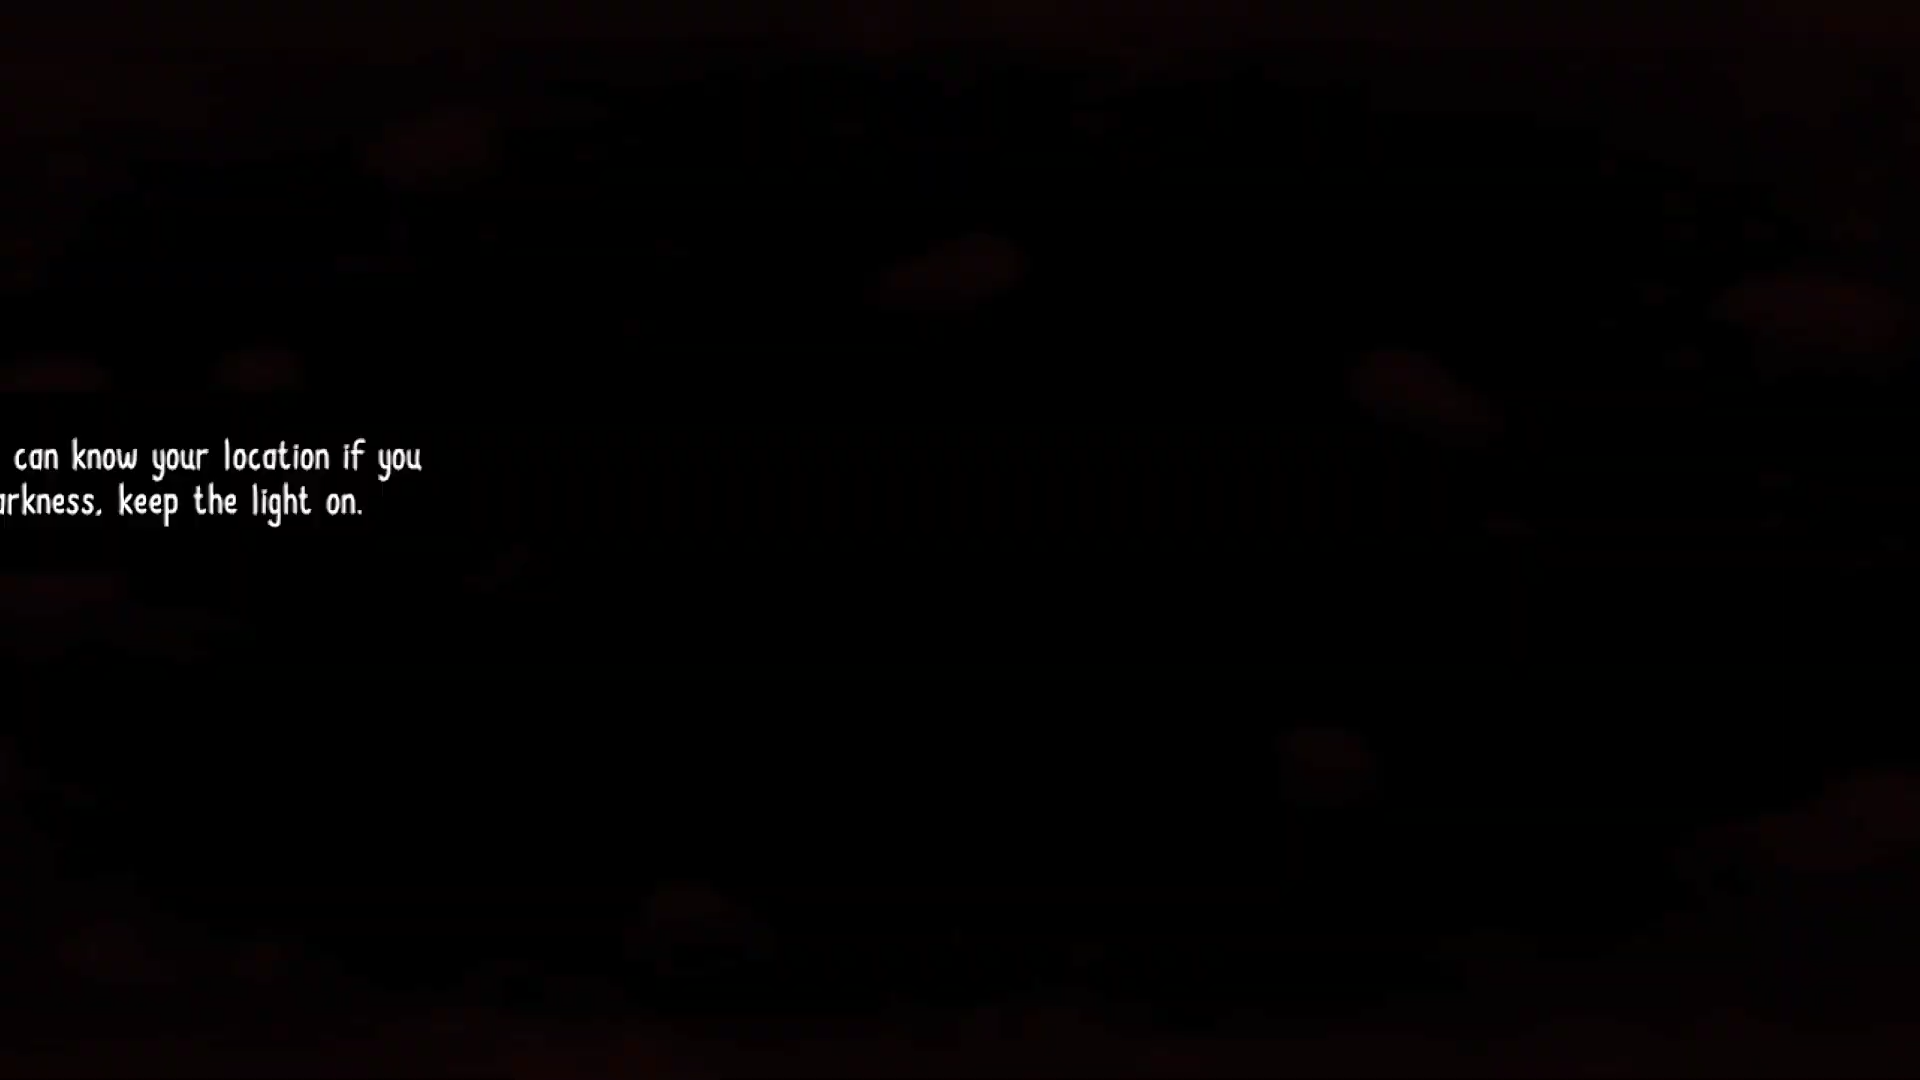 can know your location if you
arkness. keep the light on.